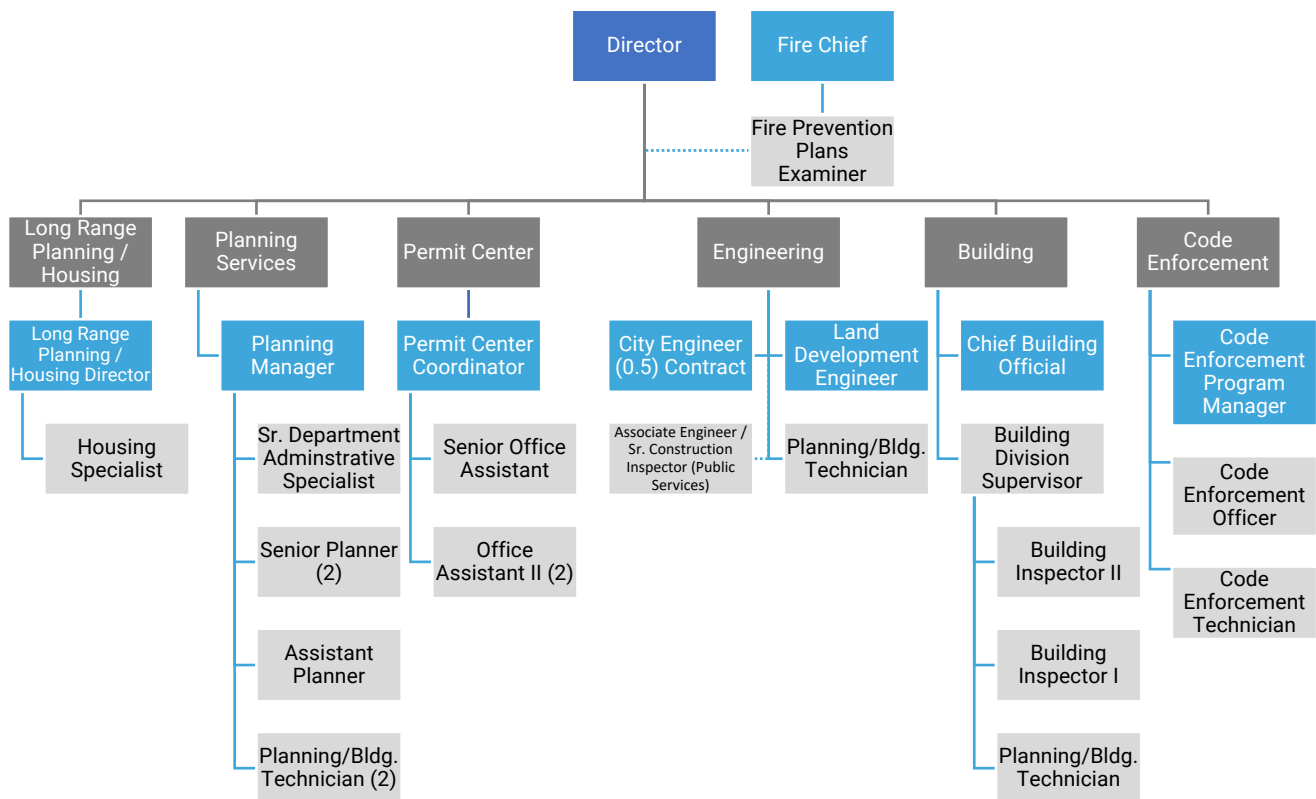 Director
Fire Chief
Fire Prevention
Plans
Examiner
Long Range
Planning /
Housing
Planning
Services
Permit Center
Engineering
Building
Code
Enforcement
Long Range
Planning /
Housing Director
Planning
Manager
Permit Center
Coordinator
City Engineer
(0.5) Contract
Land
Development
Engineer
Chief Building
Official
Code
Enforcement
Program
Manager
Housing
Specialist
Sr. Department
Adminstrative
Specialist
Senior Office
Assistant
Associate Engineer /
Sr. Construction
Inspector (Public
Services)
Planning/Bldg.
Technician
Building
Division
Supervisor
Code
Enforcement
Officer
Senior Planner
(2)
Office
Assistant II (2)
Building
Inspector II
Code
Enforcement
Technician
Assistant
Planner
Building
Inspector I
Planning/Bldg.
Technician (2)
Planning/Bldg.
Technician